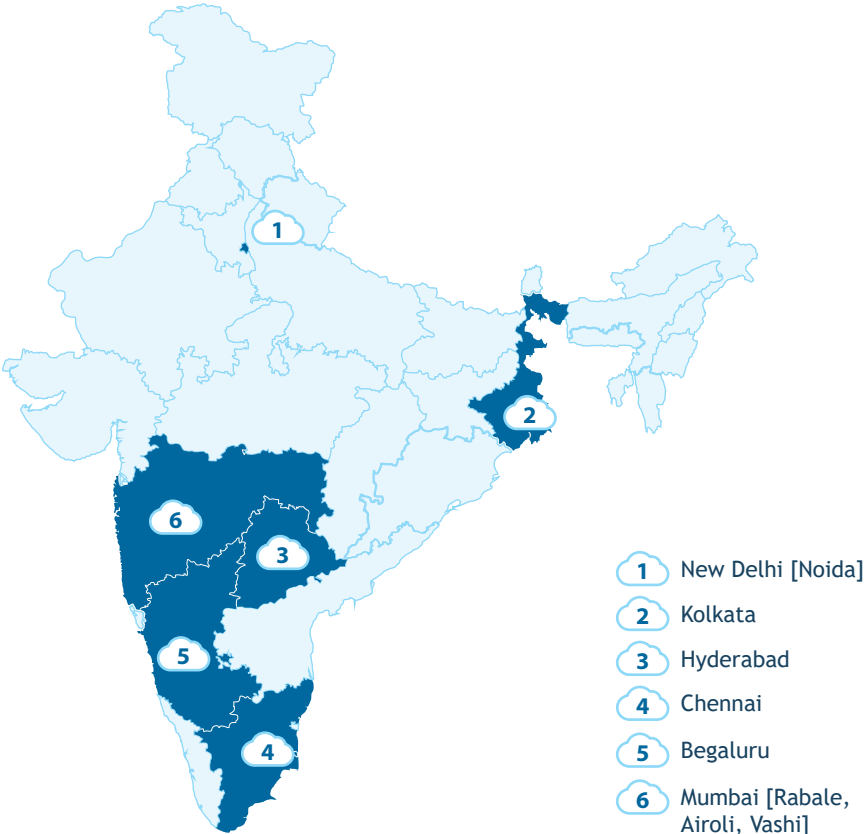 1
2
6
3
5
4
1 New Delhi [Noida]
2 Kolkata
3 Hyderabad
4 Chennai
5 Begaluru
6 Mumbai [Rabale,
Airoli, Vashi]